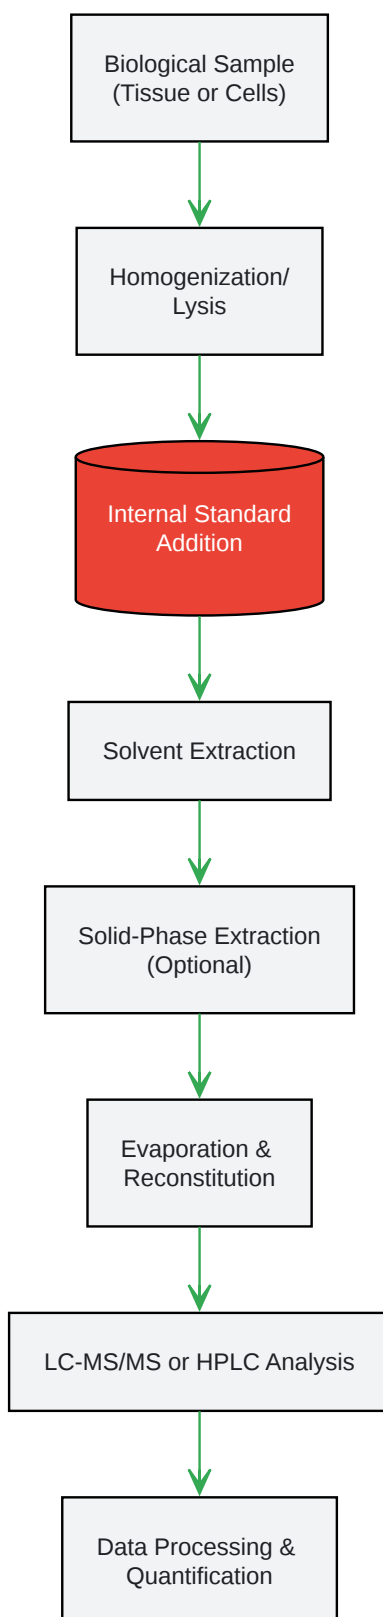 Biological Sample
(Tissue or Cells)
Homogenization/
Lysis
Internal Standard
Addition
Solvent Extraction
Solid-Phase Extraction
(Optional)
Evaporation &
Reconstitution
LC-MS/MS or HPLC Analysis
Data Processing &
Quantification